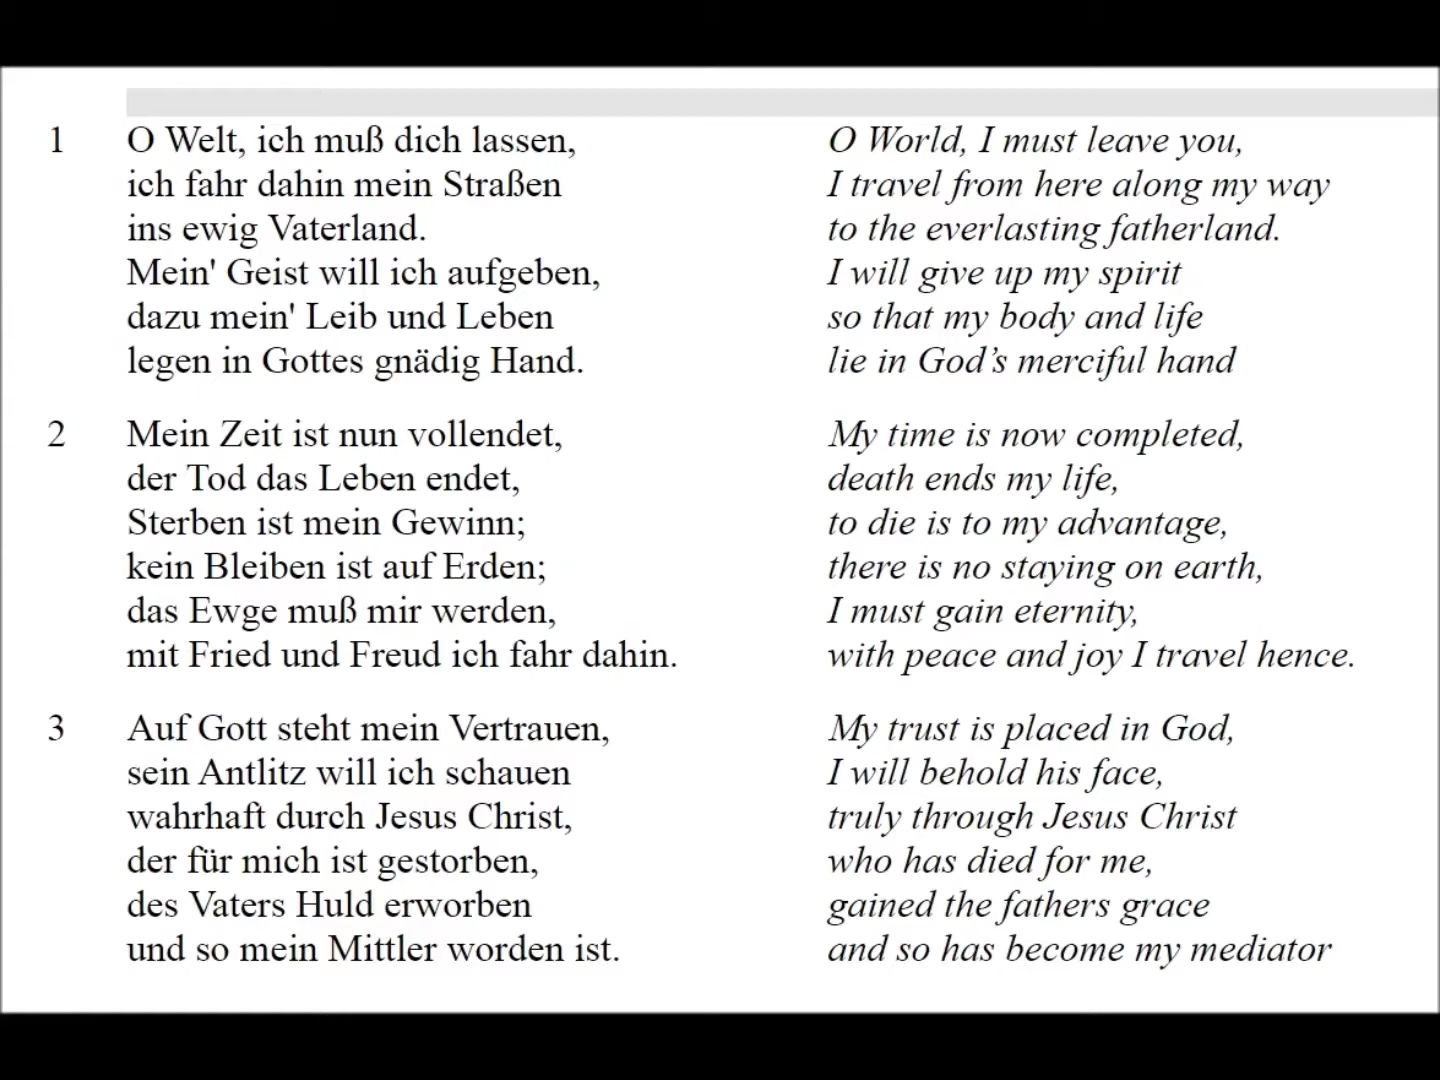 1 O Welt, ich muß dich lassen, O World, I must leave you,
ich fahr dahin mein Straßen I travel from here along my way
ins ewig Vaterland. to the everlasting fatherland.
Mein' Geist will ich aufgeben, I will give up my spirit
dazu mein' Leib und Leben so that my body and life
legen in Gottes gnädig Hand. lie in God’s merciful hand
2 Mein Zeit ist nun vollendet, My time is now completed,
der Tod das Leben endet, death ends my life,
Sterben ist mein Gewinn; to die is to my advantage,
kein Bleiben ist auf Erden; there is no staying on earth,
das Ewge muß mir werden, I must gain eternity,
mit Fried und Freud ich fahr dahin. with peace and joy I travel hence.
3 Auf Gott steht mein Vertrauen, My trust is placed in God,
sein Antlitz will ich schauen I will behold his face,
wahrhaft durch Jesus Christ, truly through Jesus Christ
der für mich ist gestorben, who has died for me,
des Vaters Huld erworben gained the fathers grace
und so mein Mittler worden ist. and so has become my mediator